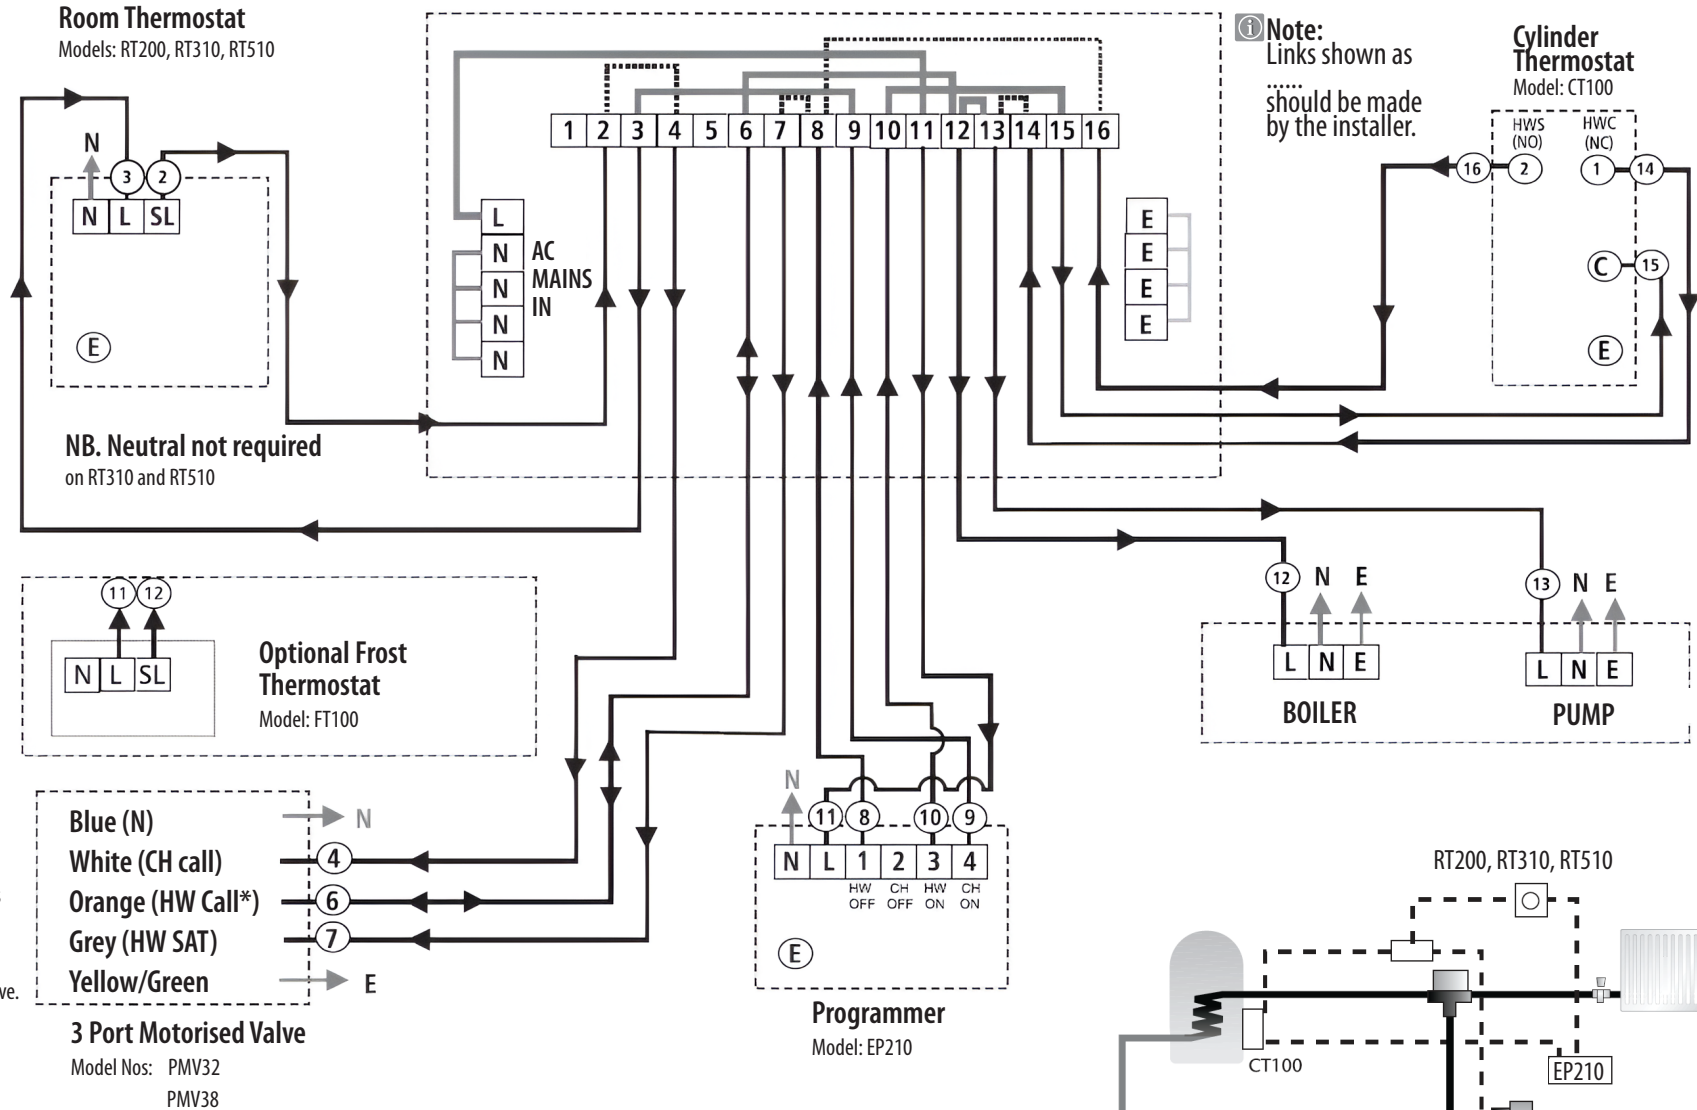 Room Thermostat
Models: RT200, RT310, RT510
N
3 2
N L SL
E
NB. Neutral not required
on RT310 and RT510
1 2 3 4 5 6 7 8 9 10 11 12 13 14 15 16
L
N
N
N
N
AC
MAINS
IN
E
E
E
E
Note:
Links shown as
......
should be made
by the installer.
Cylinder
Thermostat
Model: CT100
HWS
(NO)
HWC
(NC)
16 2 1 14
C 15
E
11 12
N L SL
Optional Frost
Thermostat
Model: FT100
12 N E
L N E
BOILER
13 N E
L N E
PUMP
Blue (N) N
White (CH call) 4
Orange (HW Call*) 6
Grey (HW SAT) 7
Yellow/Green E
ve.
3 Port Motorised Valve
Model Nos: PMV32
PMV38
N
11 8 10 9
N L 1 2 3 4
HW OFF
CH OFF
HW ON
CH ON
E
Programmer
Model: EP210
RT200, RT310, RT510
CT100
EP210